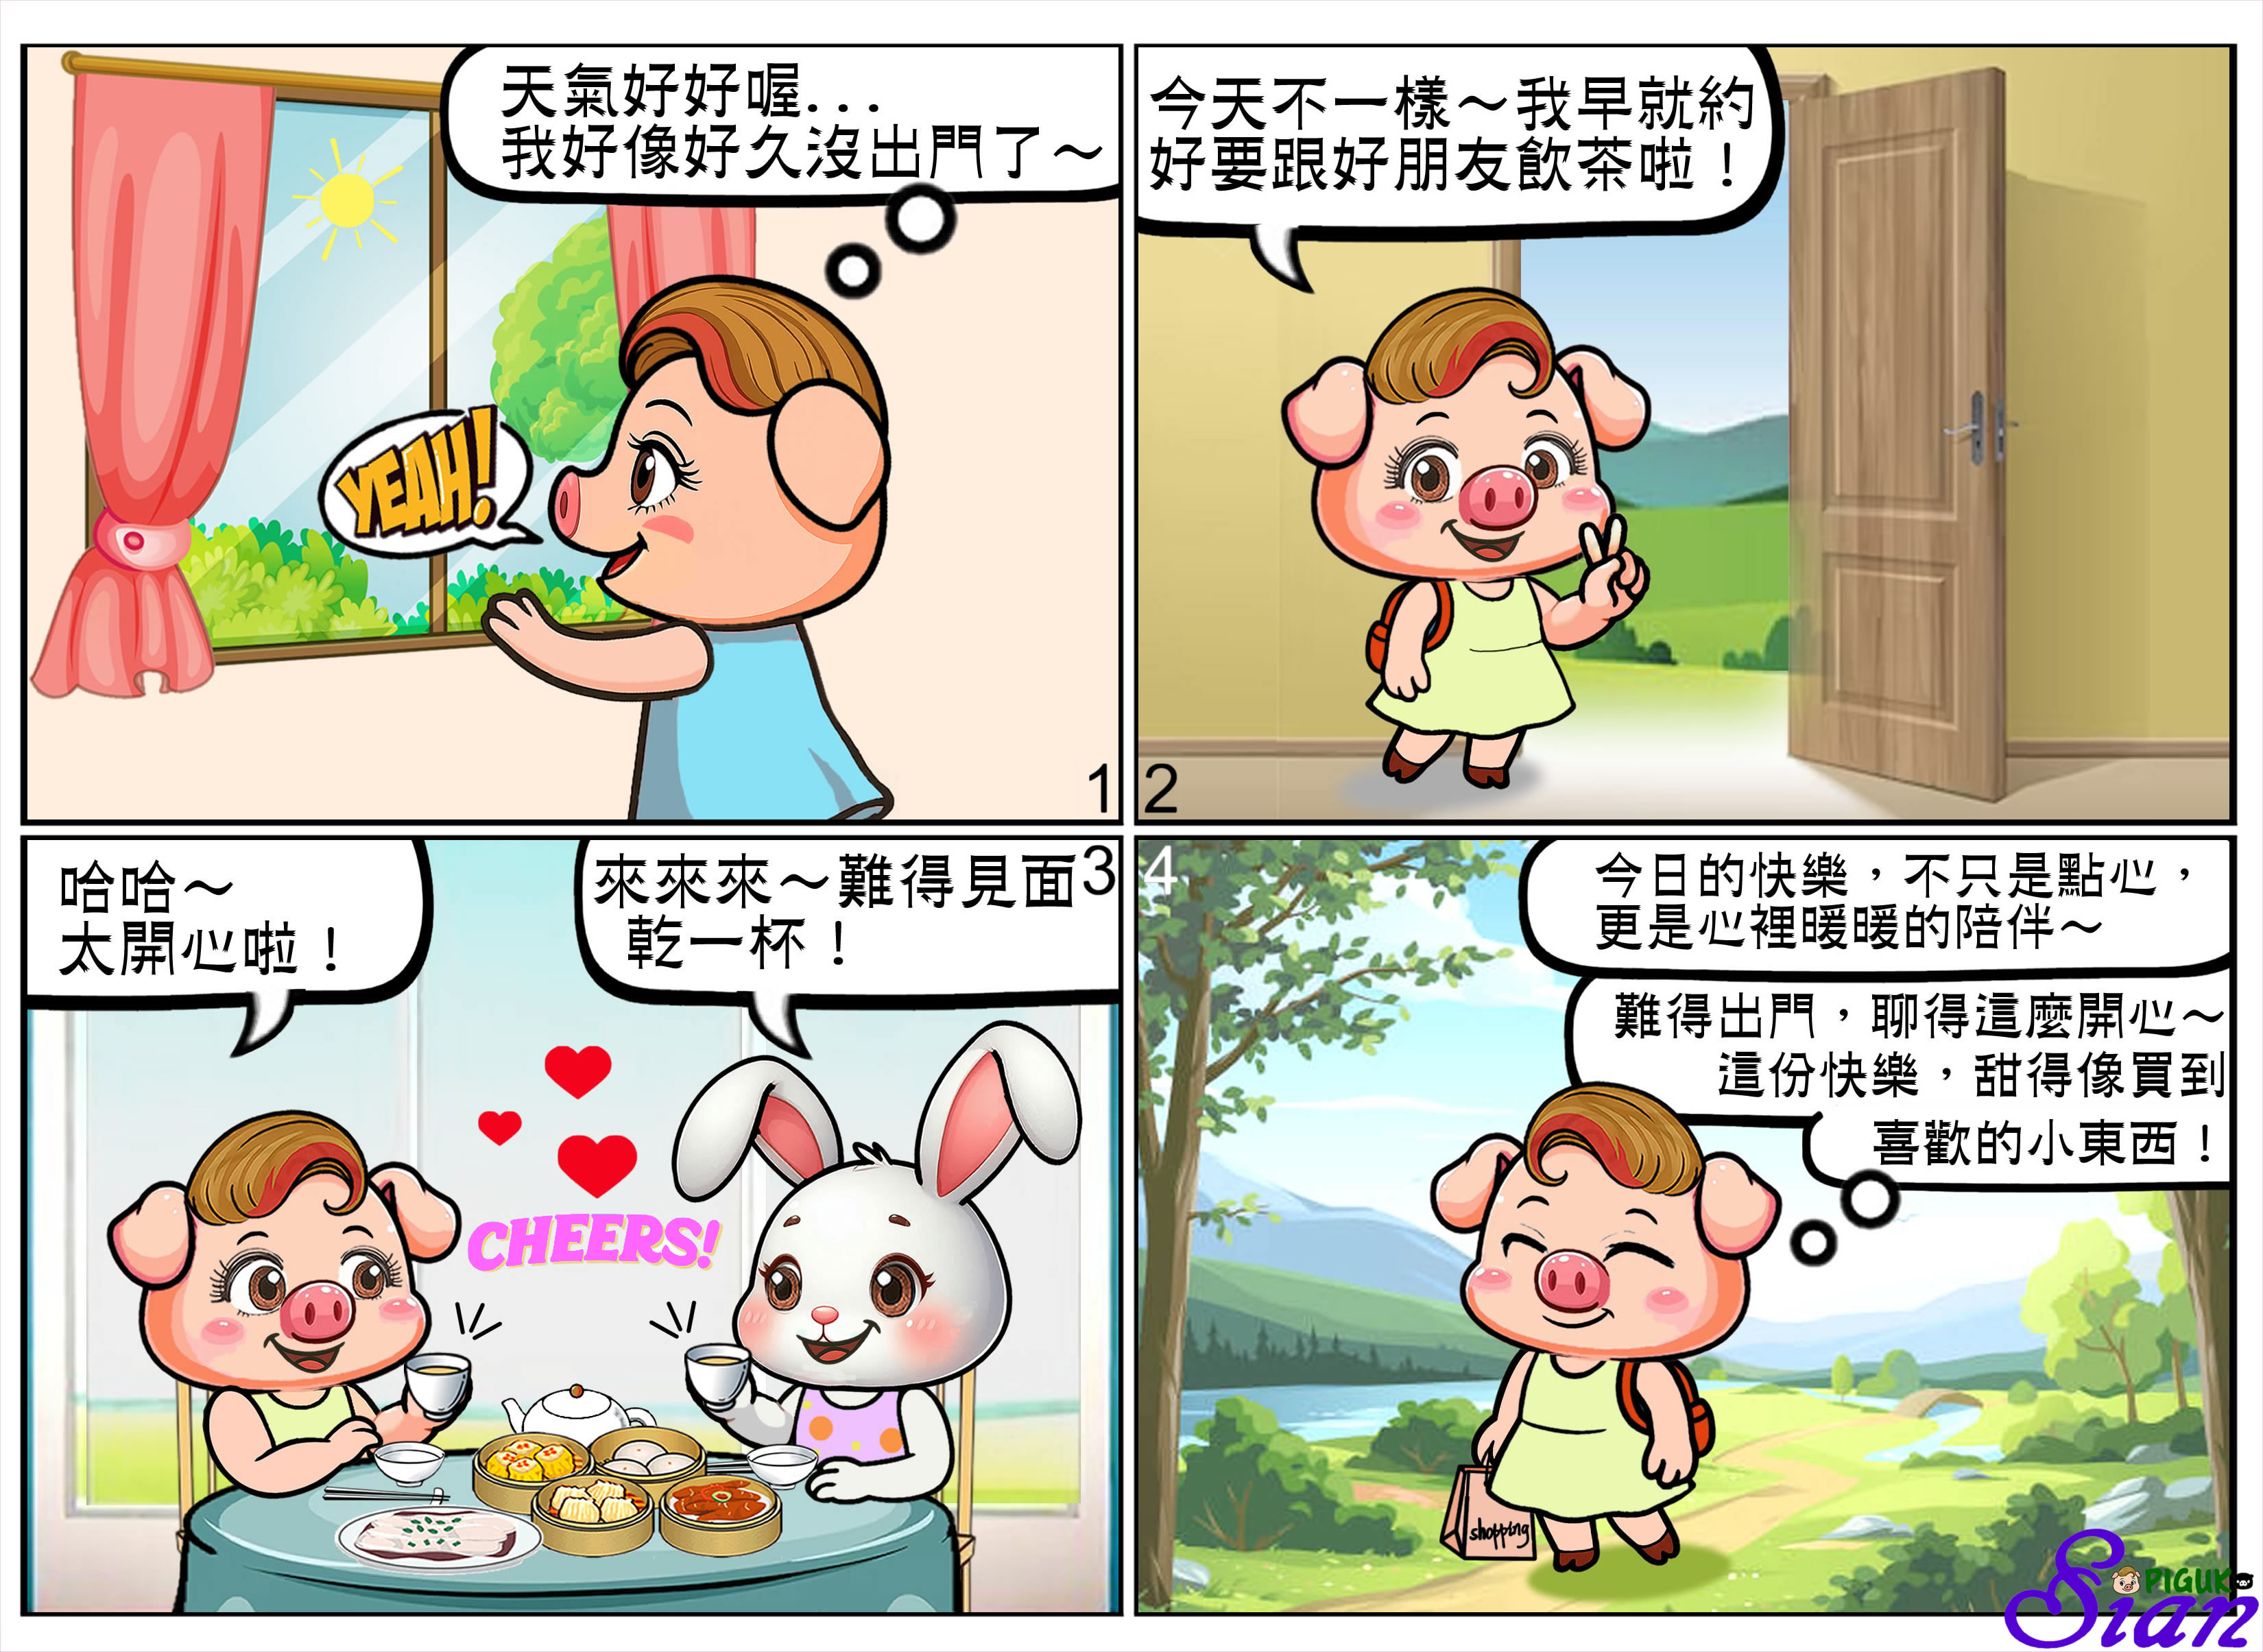 天氣好好喔...
我好像好久沒出門了～
YEAH!
1
今天不一樣～我早就約
好要跟好朋友飲茶啦！
2
哈哈～
太開心啦！
來來來～難得見面
乾一杯！
CHEERS!
3
4
今日的快樂，不只是點心，
更是心裡暖暖的陪伴～
難得出門，聊得這麼開心～
這份快樂，甜得像買到
喜歡的小東西！
shopping
PIGUK
Sian